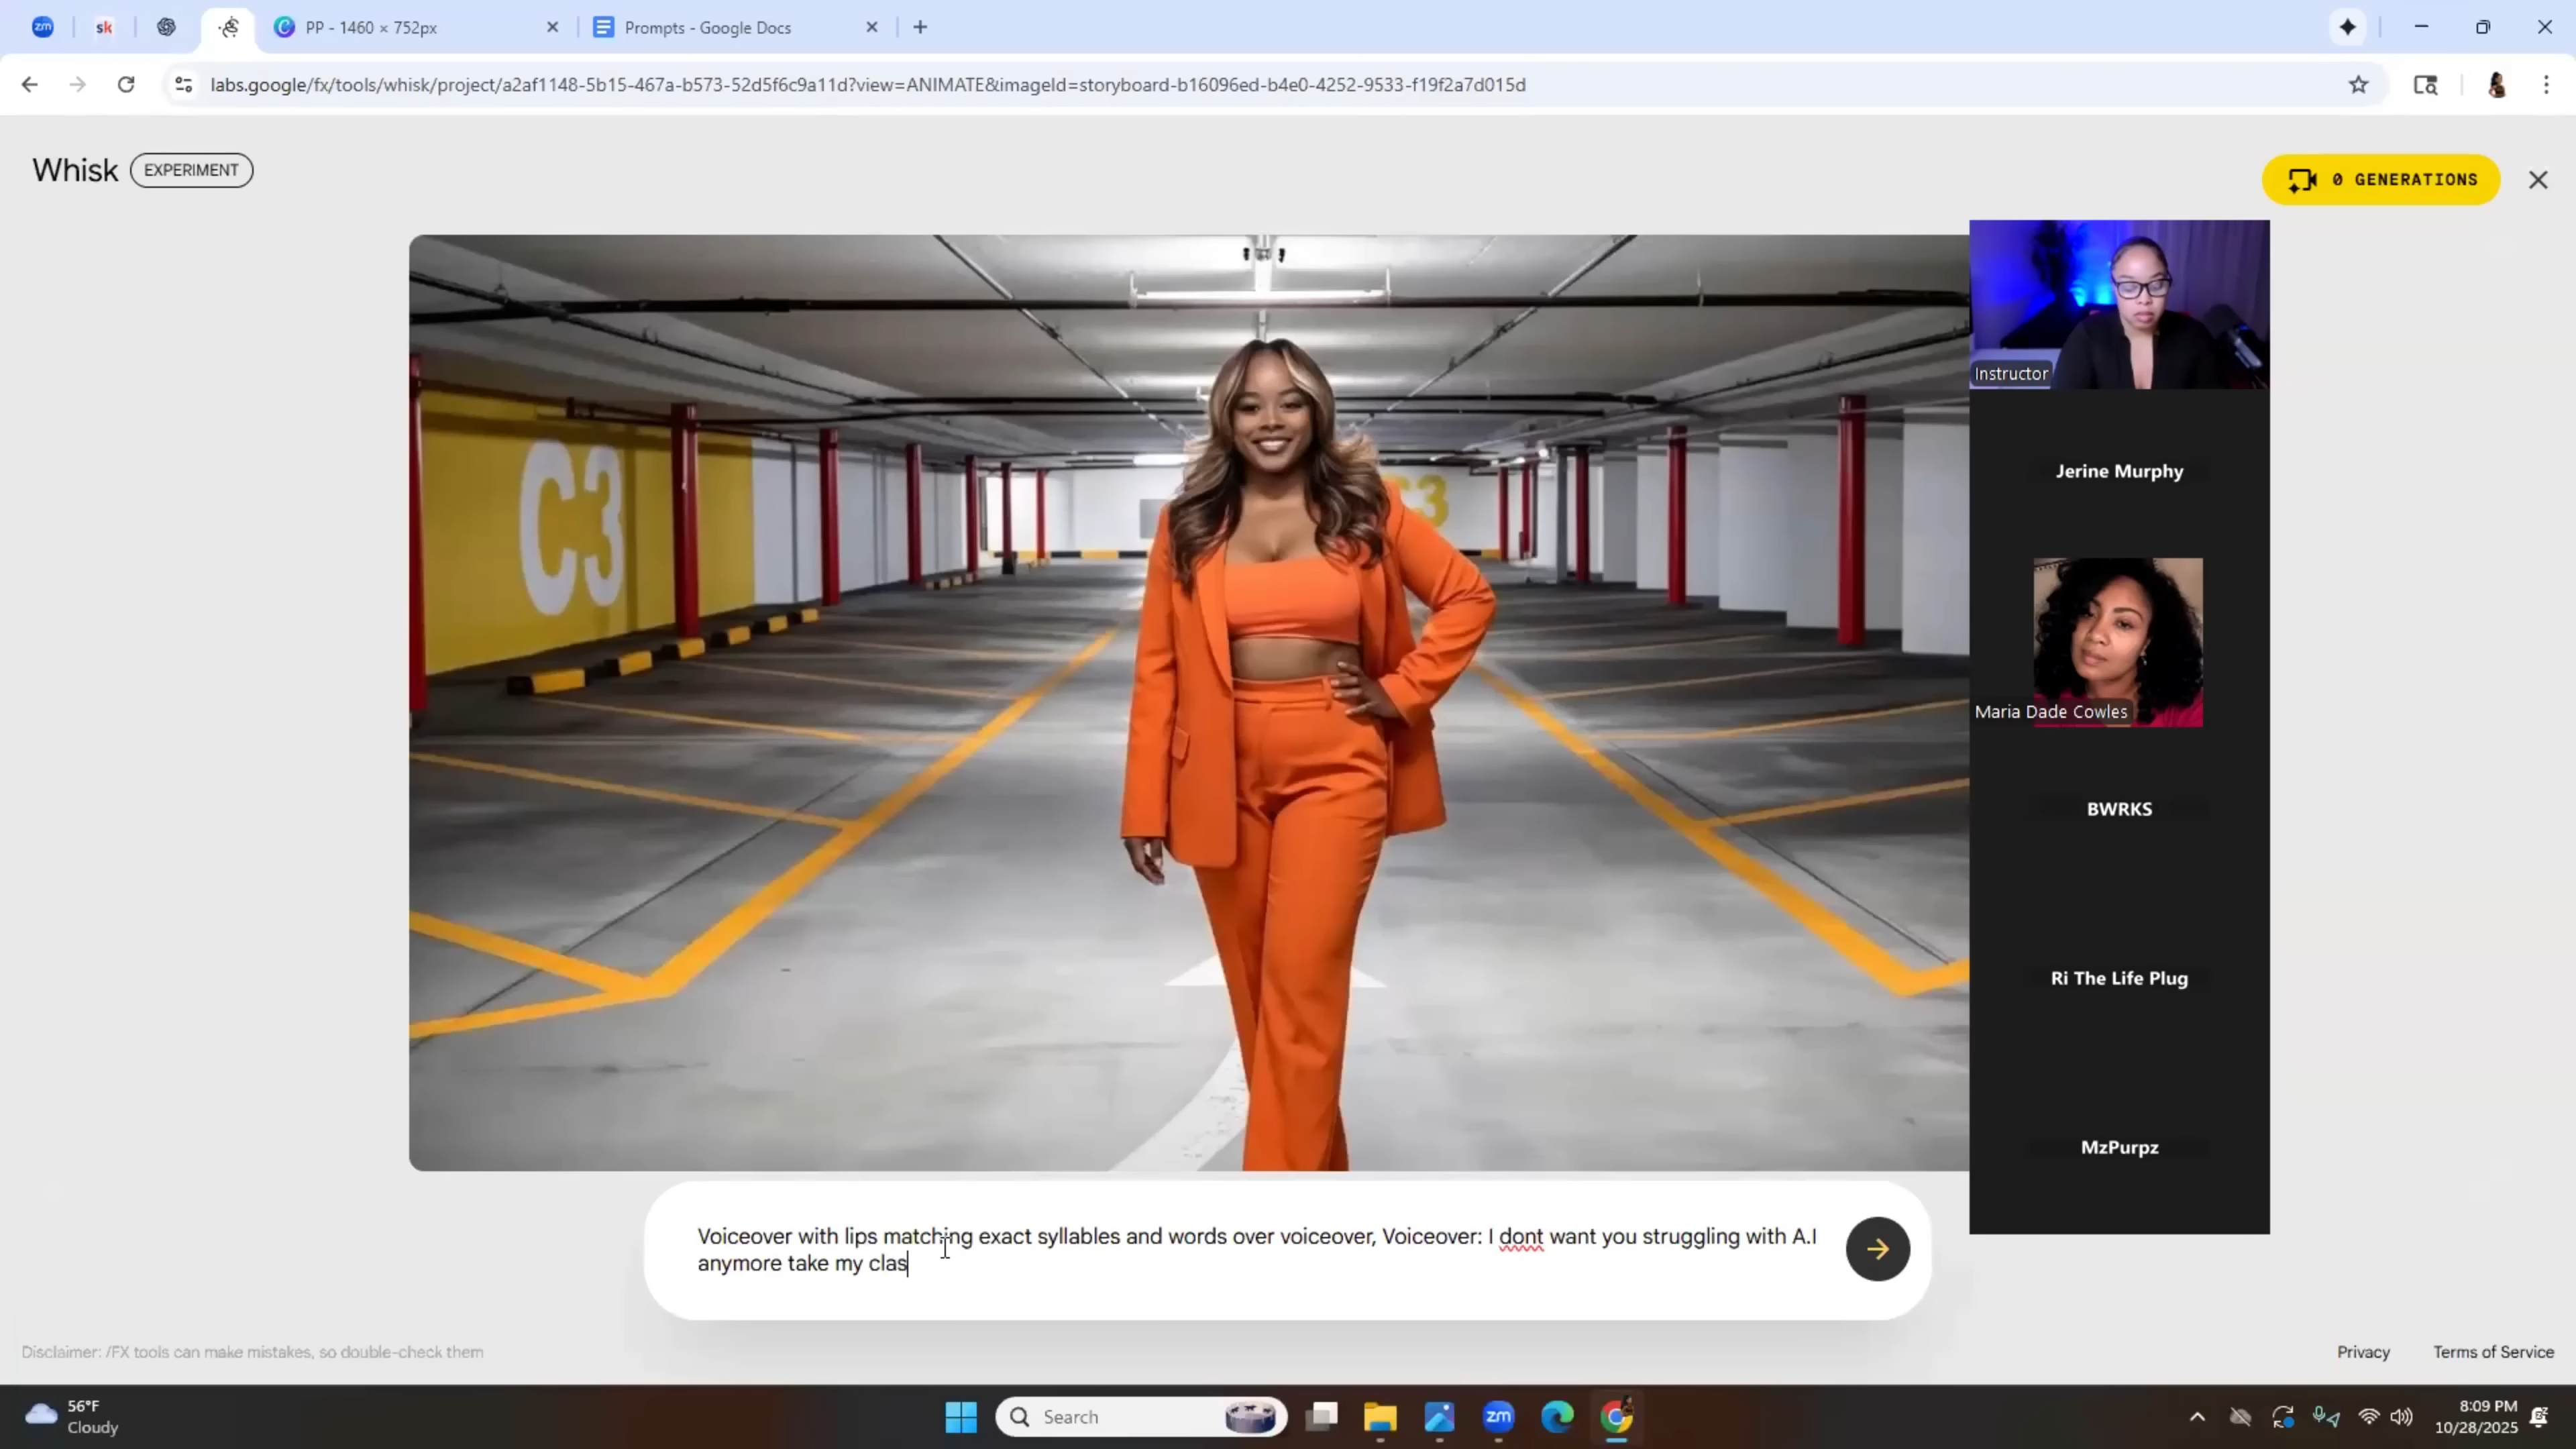 zm
sk
PP - 1460 × 752px
Prompts - Google Docs
labs.google/fx/tools/whisk/project/a2af1148-5b15-467a-b573-52d5f6c9a11d?view=ANIMATE&imageId=storyboard-b16096ed-b4e0-4252-9533-f19f2a7d015d
Whisk
EXPERIMENT
0 GENERATIONS
C3
C3
Instructor
Jerine Murphy
Maria Dade Cowles
BWRKS
Ri The Life Plug
MzPurpz
Voiceover with lips matching exact syllables and words over voiceover, Voiceover: I dont want you struggling with A.I
anymore take my clas
Disclaimer: /FX tools can make mistakes, so double-check them
Privacy
Terms of Service
56°F
Cloudy
Search
zm
8:09 PM
10/28/2025